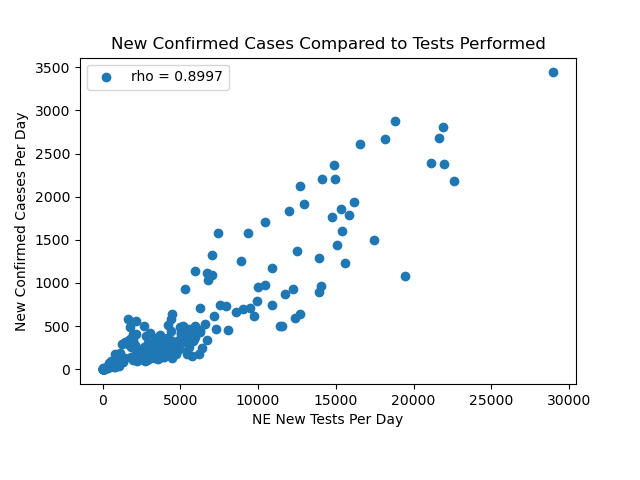 New Confirmed Cases Compared to Tests Performed
rho = 0.8997
New Confirmed Caeses Per Day
3500
3000
2500
2000
1500
1000
500
0
0 5000 10000 15000 20000 25000 30000
NE New Tests Per Day